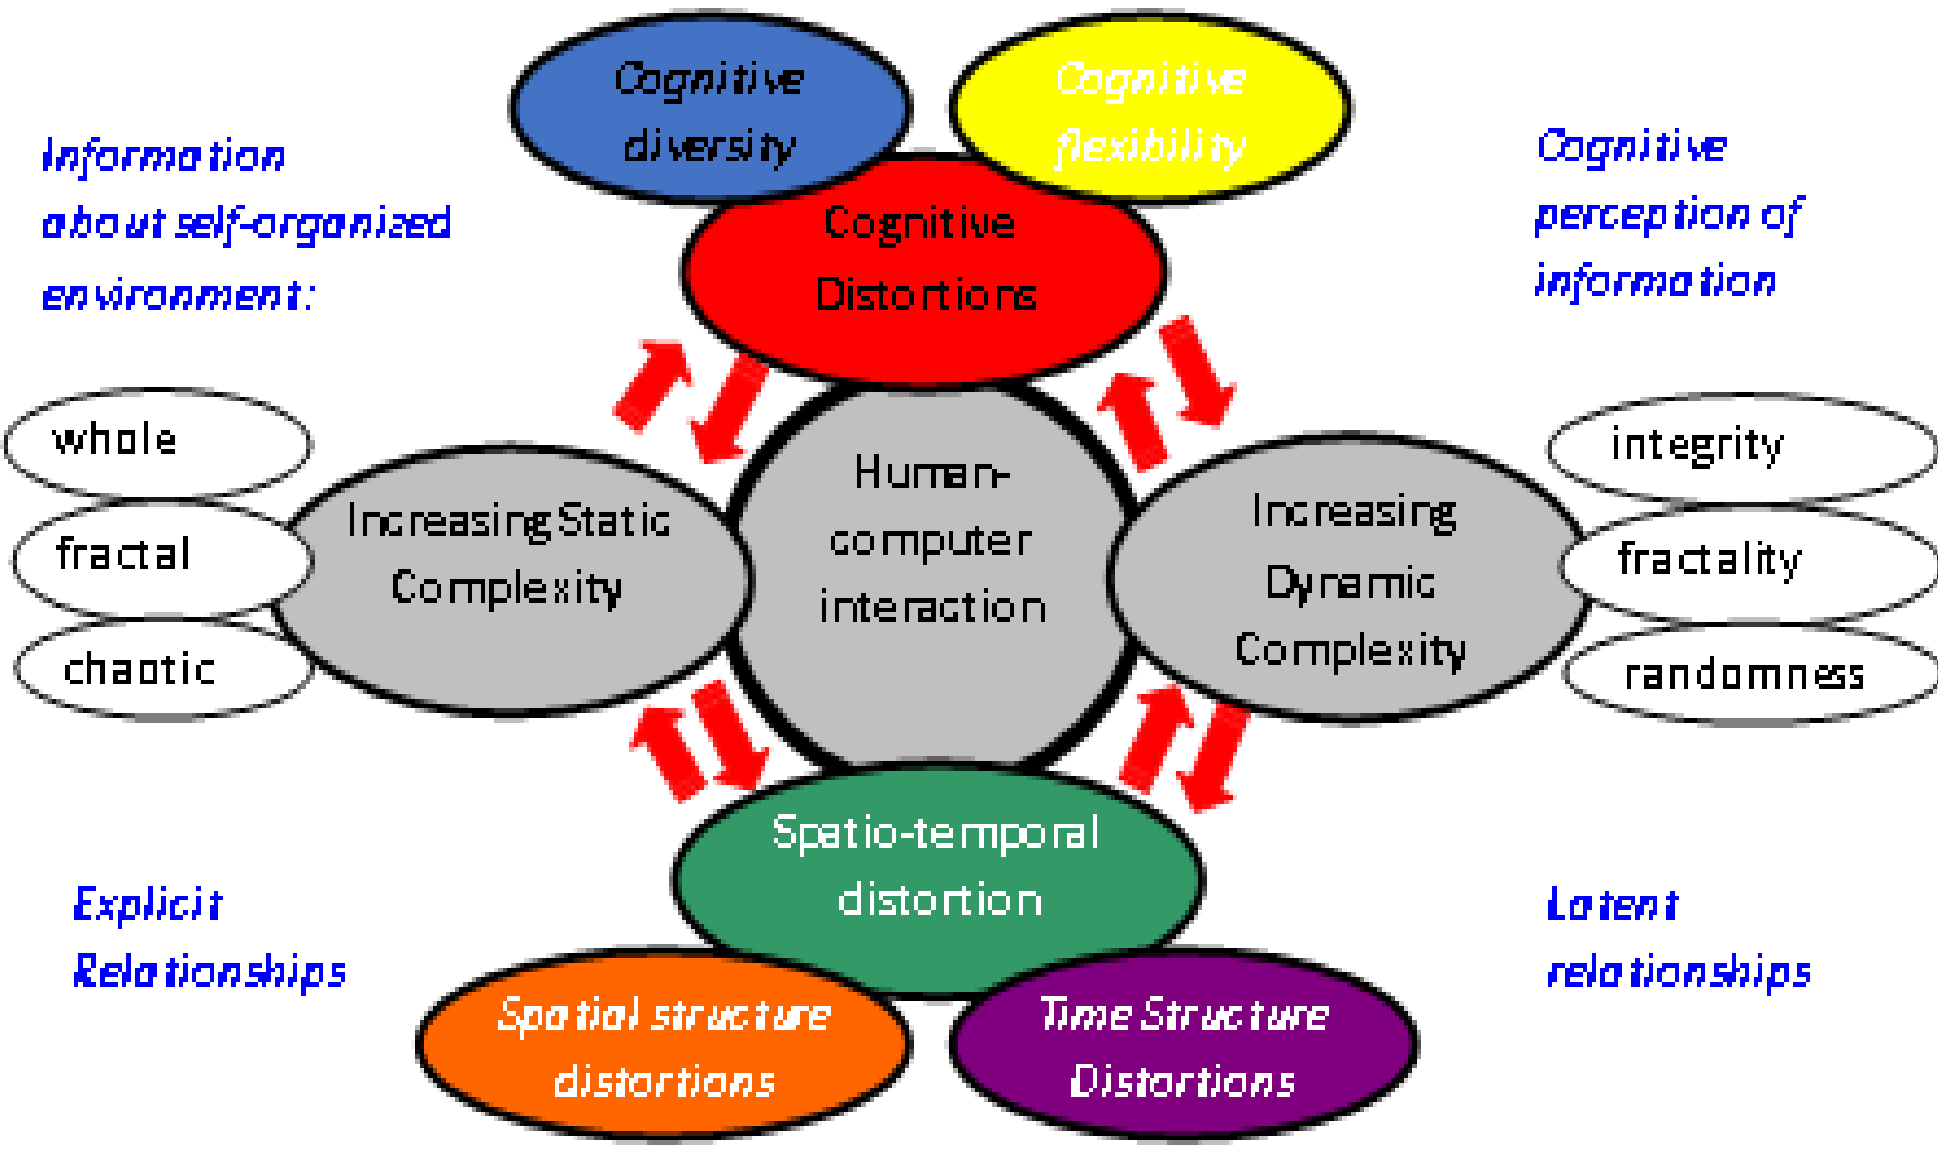 Cognitive
diversity
Cognitive
flexibility
Information
about self-organized
environment:
Cognitive
perception of
information
Cognitive
Distortions
whole
fractal
chaotic
Increasing Static
Complexity
Human-
computer
interaction
Increasing
Dynamic
Complexity
integrity
fractality
randomness
Spatio-temporal
distortion
Explicit
Relationships
Latent
relationships
Spatial structure
distortions
Time Structure
Distortions